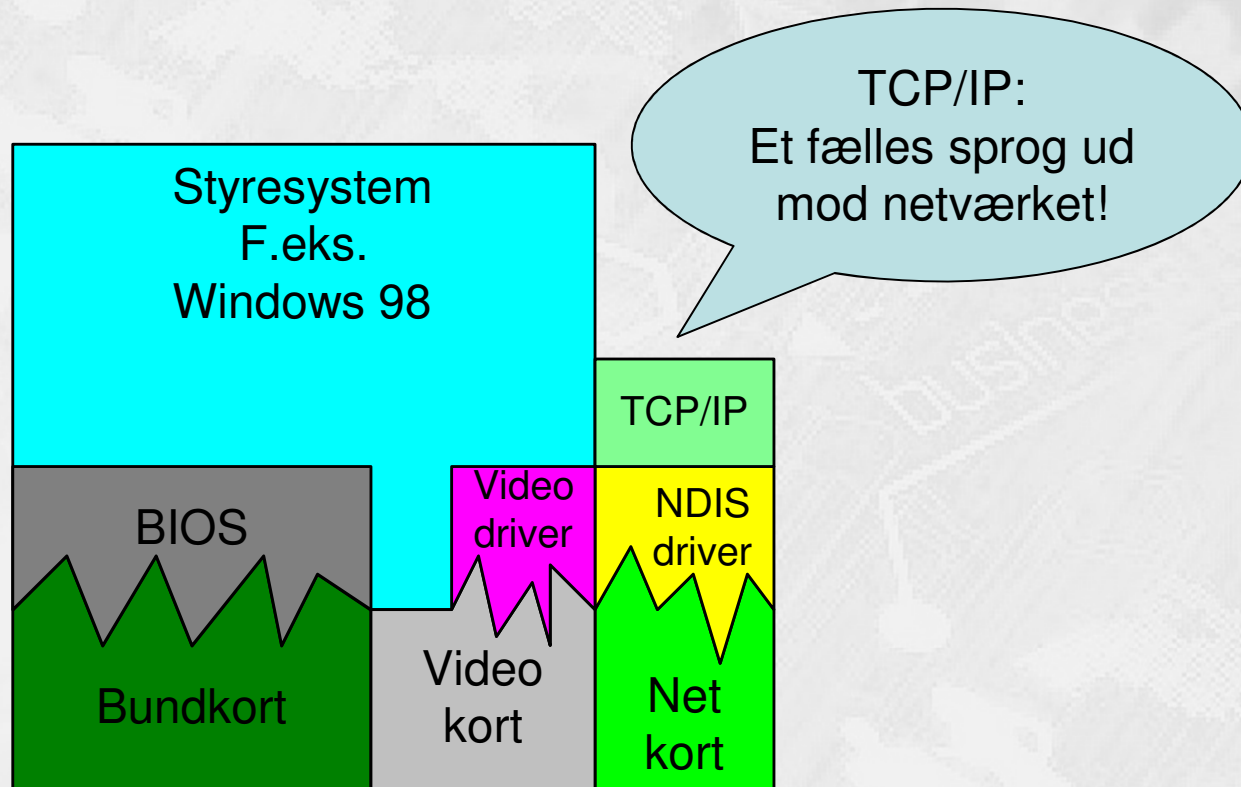 TCP/IP:
Et fælles sprog ud
mod netværket!
Styresystem
F.eks.
Windows 98
TCP/IP
BIOS
Video
driver
NDIS
driver
Bundkort
Video
kort
Net
kort